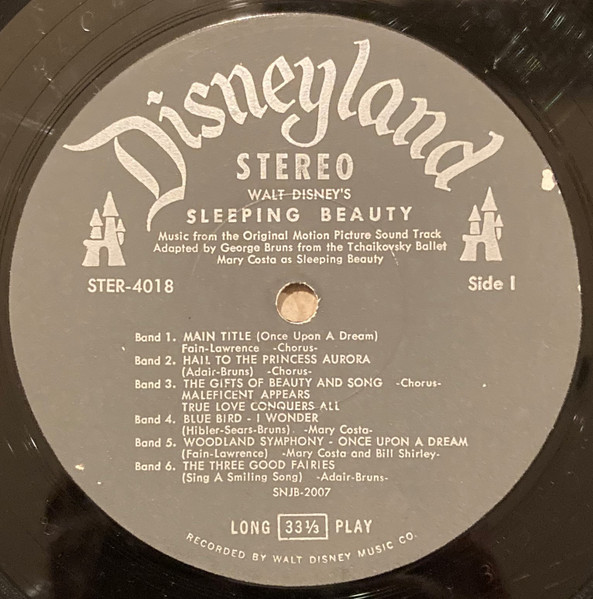 Disneyland
STEREO
WALT DISNEY'S
SLEEPING BEAUTY
Music from the Original Motion Picture Sound Track
Adapted by George Bruns from the Tchaikovsky Ballet
Mary Costa as Sleeping Beauty
STER-4018
Side 1
Band 1. MAIN TITLE (Once Upon A Dream)
Fain-Lawrence -Chorus-
Band 2. HAIL TO THE PRINCESS AURORA
(Adair-Bruns) -Chorus-
Band 3. THE GIFTS OF BEAUTY AND SONG -Chorus-
MALEFICENT APPEARS
TRUE LOVE CONQUERS ALL
Band 4. BLUE BIRD - I WONDER
(Hibler-Sears-Bruns) -Mary Costa-
Band 5. WOODLAND SYMPHONY - ONCE UPON A DREAM
(Fain-Lawrence) -Mary Costa and Bill Shirley-
Band 6. THE THREE GOOD FAIRIES
(Sing A Smiling Song) -Adair-Bruns-
SNJB-2007
LONG 33⅓ PLAY
RECORDED BY WALT DISNEY MUSIC CO.